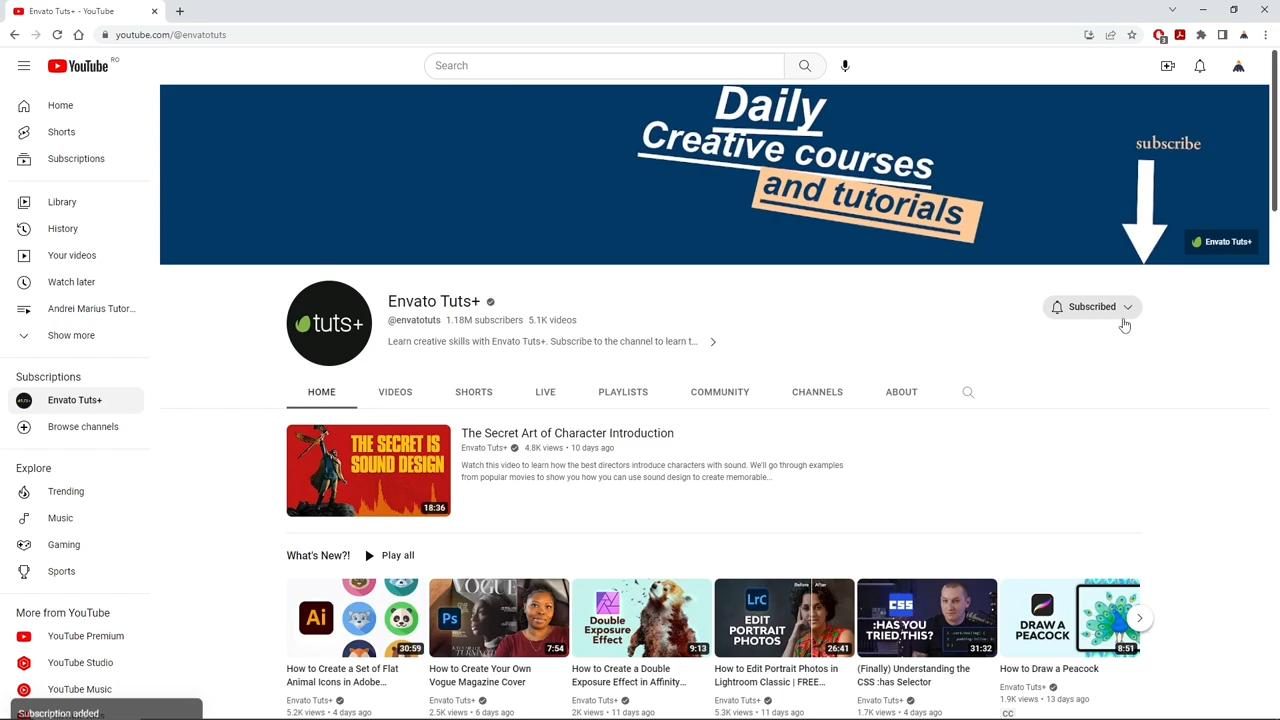 Envato Tuts+ - YouTube
youtube.com/@envatotuts
3
YouTube RO
Search
Home
Shorts
Subscriptions
Library
History
Your videos
Watch later
Andrei Marius Tutor...
Show more
Subscriptions
Envato Tuts+
Browse channels
Explore
Trending
Music
Gaming
Sports
More from YouTube
YouTube Premium
YouTube Studio
YouTube Music
Subscription added
Daily
Creative courses
and tutorials
subscribe
Envato Tuts+
tuts+
Envato Tuts+
@envatotuts 1.18M subscribers 5.1K videos
Learn creative skills with Envato Tuts+. Subscribe to the channel to learn t...
Subscribed
HOME VIDEOS SHORTS LIVE PLAYLISTS COMMUNITY CHANNELS ABOUT
THE SECRET IS
SOUND DESIGN
18:36
The Secret Art of Character Introduction
Envato Tuts+ 4.8K views • 10 days ago
Watch this video to learn how the best directors introduce characters with sound. We'll go through examples
from popular movies to show you how you can use sound design to create memorable...
What's New?! Play all
Ai
30:59
How to Create a Set of Flat
Animal Icons in Adobe...
Envato Tuts+
5.2K views • 4 days ago
VOGUE
Ps
7:54
How to Create Your Own
Vogue Magazine Cover
Envato Tuts+
2.5K views • 6 days ago
Double
Exposure
Effect
9:13
How to Create a Double
Exposure Effect in Affinity...
Envato Tuts+
2K views • 11 days ago
Before After
Lrc
EDIT
PORTRAIT
PHOTOS
26:41
How to Edit Portrait Photos in
Lightroom Classic | FREE...
Envato Tuts+
5.3K views • 11 days ago
CSS
:HAS YOU
TRIED THIS?
31:32
(Finally) Understanding the
CSS :has Selector
Envato Tuts+
1.7K views • 4 days ago
DRAW A
PEACOCK
8:51
How to Draw a Peacock
Envato Tuts+
1.9K views • 13 days ago
CC